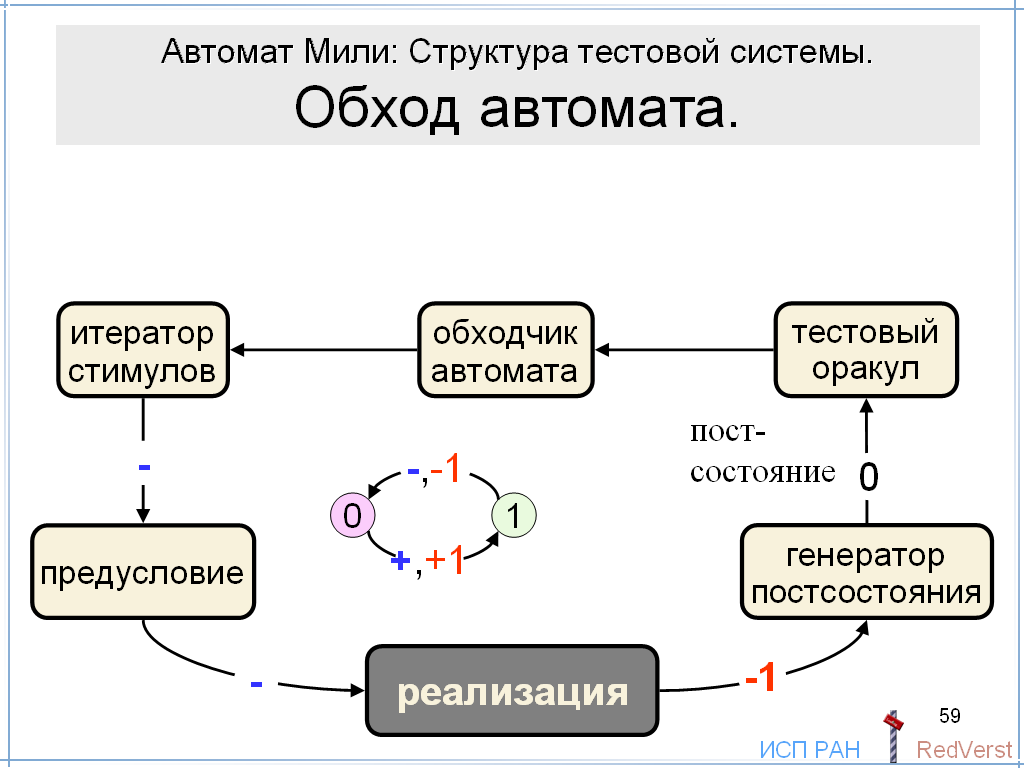 Автомат Мили: Структура тестовой системы.
Обход автомата.
итератор
стимулов
обходчик
автомата
тестовый
оракул
-
-,-1
0
1
+,+1
пост-
состояние
0
предусловие
генератор
постсостояния
-
реализация
-1
59
ИСП РАН
RedVerst